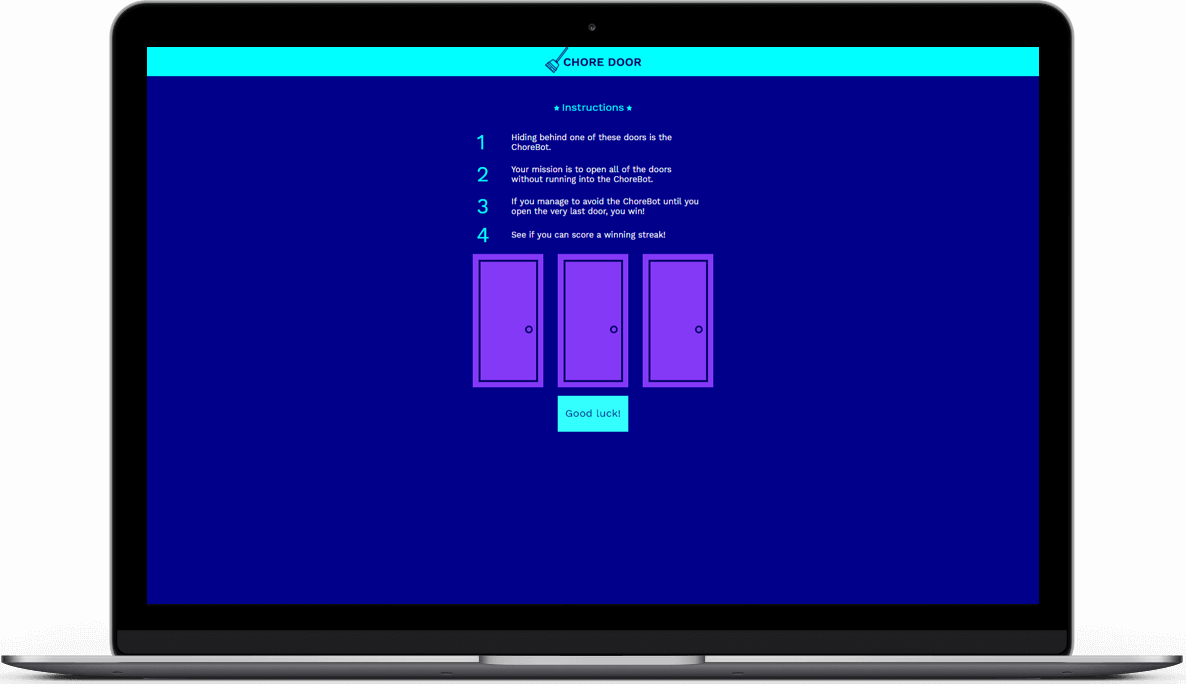 CHORE DOOR
Instructions
1 Hiding behind one of these doors is the
ChoreBot.
2 Your mission is to open all of the doors
without running into the ChoreBot.
3 If you manage to avoid the ChoreBot until you
open the very last door, you win!
4 See if you can score a winning streak!
Good luck!